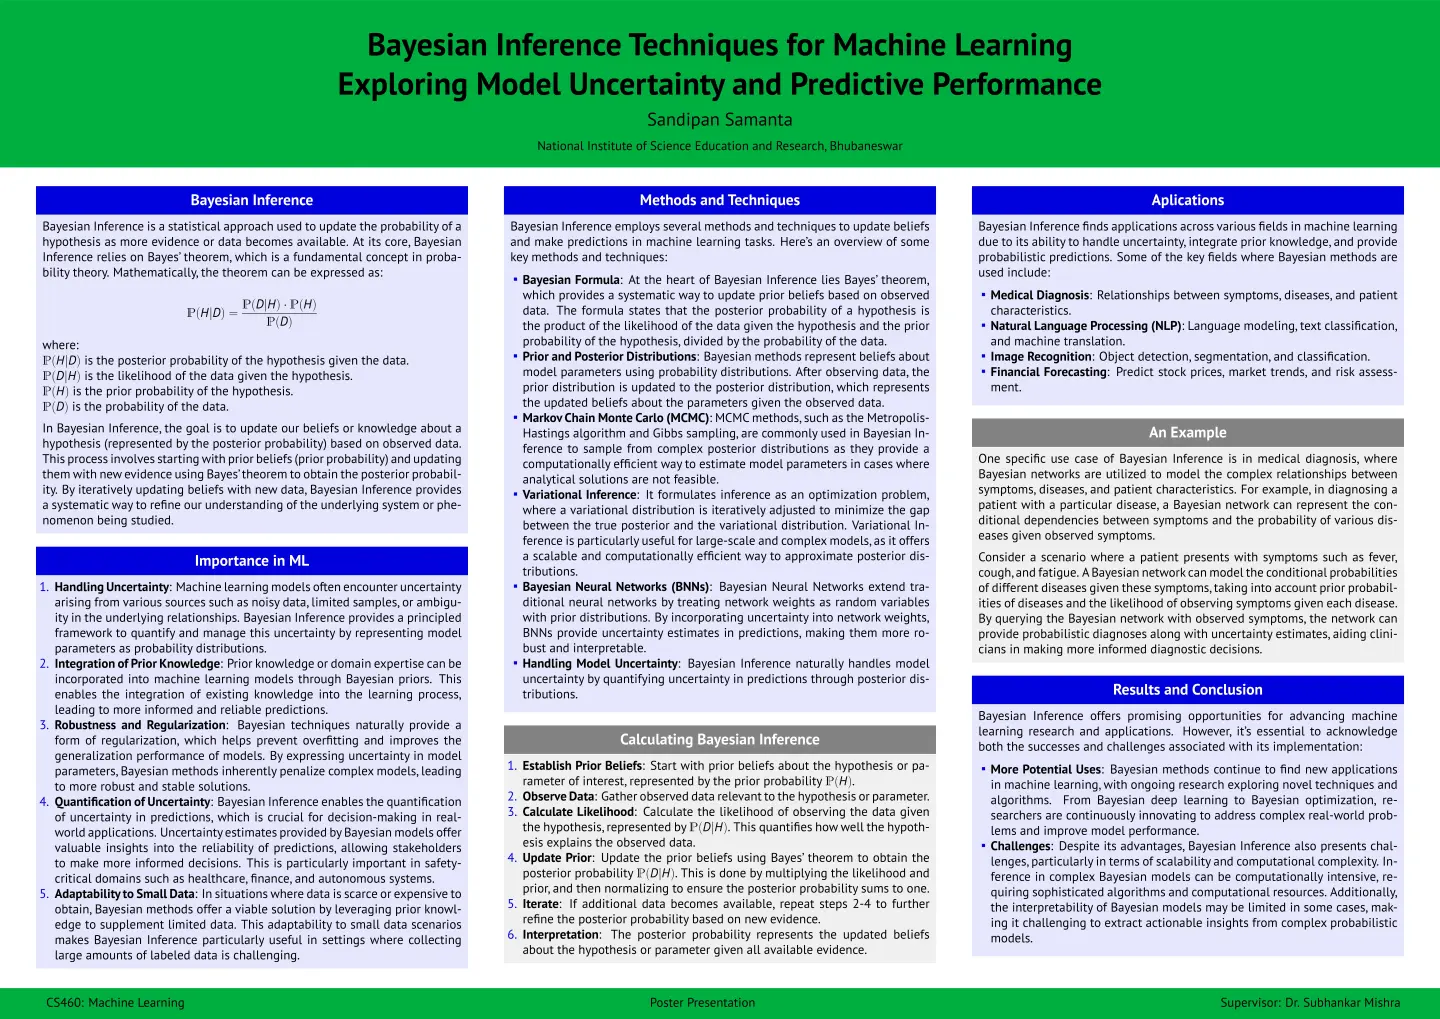 Bayesian Inference Techniques for Machine Learning
Exploring Model Uncertainty and Predictive Performance
Sandipan Samanta
National Institute of Science Education and Research, Bhubaneswar
Bayesian Inference
Bayesian Inference is a statistical approach used to update the probability of a
hypothesis as more evidence or data becomes available. At its core, Bayesian
Inference relies on Bayes' theorem, which is a fundamental concept in proba-
bility theory. Mathematically, the theorem can be expressed as:
ℙ(H|D) = ℙ(D|H) · ℙ(H) / ℙ(D)
where:
ℙ(H|D) is the posterior probability of the hypothesis given the data.
ℙ(D|H) is the likelihood of the data given the hypothesis.
ℙ(H) is the prior probability of the hypothesis.
ℙ(D) is the probability of the data.
In Bayesian Inference, the goal is to update our beliefs or knowledge about a
hypothesis (represented by the posterior probability) based on observed data.
This process involves starting with prior beliefs (prior probability) and updating
them with new evidence using Bayes' theorem to obtain the posterior probabil-
ity. By iteratively updating beliefs with new data, Bayesian Inference provides
a systematic way to refine our understanding of the underlying system or phe-
nomenon being studied.
Importance in ML
1. Handling Uncertainty: Machine learning models often encounter uncertainty
arising from various sources such as noisy data, limited samples, or ambigu-
ity in the underlying relationships. Bayesian Inference provides a principled
framework to quantify and manage this uncertainty by representing model
parameters as probability distributions.
2. Integration of Prior Knowledge: Prior knowledge or domain expertise can be
incorporated into machine learning models through Bayesian priors. This
enables the integration of existing knowledge into the learning process,
leading to more informed and reliable predictions.
3. Robustness and Regularization: Bayesian techniques naturally provide a
form of regularization, which helps prevent overfitting and improves the
generalization performance of models. By expressing uncertainty in model
parameters, Bayesian methods inherently penalize complex models, leading
to more robust and stable solutions.
4. Quantification of Uncertainty: Bayesian Inference enables the quantification
of uncertainty in predictions, which is crucial for decision-making in real-
world applications. Uncertainty estimates provided by Bayesian models offer
valuable insights into the reliability of predictions, allowing stakeholders
to make more informed decisions. This is particularly important in safety-
critical domains such as healthcare, finance, and autonomous systems.
5. Adaptability to Small Data: In situations where data is scarce or expensive to
obtain, Bayesian methods offer a viable solution by leveraging prior knowl-
edge to supplement limited data. This adaptability to small data scenarios
makes Bayesian Inference particularly useful in settings where collecting
large amounts of labeled data is challenging.
Methods and Techniques
Bayesian Inference employs several methods and techniques to update beliefs
and make predictions in machine learning tasks. Here's an overview of some
key methods and techniques:
▪ Bayesian Formula: At the heart of Bayesian Inference lies Bayes' theorem,
which provides a systematic way to update prior beliefs based on observed
data. The formula states that the posterior probability of a hypothesis is
the product of the likelihood of the data given the hypothesis and the prior
probability of the hypothesis, divided by the probability of the data.
▪ Prior and Posterior Distributions: Bayesian methods represent beliefs about
model parameters using probability distributions. After observing data, the
prior distribution is updated to the posterior distribution, which represents
the updated beliefs about the parameters given the observed data.
▪ Markov Chain Monte Carlo (MCMC): MCMC methods, such as the Metropolis-
Hastings algorithm and Gibbs sampling, are commonly used in Bayesian In-
ference to sample from complex posterior distributions as they provide a
computationally efficient way to estimate model parameters in cases where
analytical solutions are not feasible.
▪ Variational Inference: It formulates inference as an optimization problem,
where a variational distribution is iteratively adjusted to minimize the gap
between the true posterior and the variational distribution. Variational In-
ference is particularly useful for large-scale and complex models, as it offers
a scalable and computationally efficient way to approximate posterior dis-
tributions.
▪ Bayesian Neural Networks (BNNs): Bayesian Neural Networks extend tra-
ditional neural networks by treating network weights as random variables
with prior distributions. By incorporating uncertainty into network weights,
BNNs provide uncertainty estimates in predictions, making them more ro-
bust and interpretable.
▪ Handling Model Uncertainty: Bayesian Inference naturally handles model
uncertainty by quantifying uncertainty in predictions through posterior dis-
tributions.
Calculating Bayesian Inference
1. Establish Prior Beliefs: Start with prior beliefs about the hypothesis or pa-
rameter of interest, represented by the prior probability ℙ(H).
2. Observe Data: Gather observed data relevant to the hypothesis or parameter.
3. Calculate Likelihood: Calculate the likelihood of observing the data given
the hypothesis, represented by ℙ(D|H). This quantifies how well the hypoth-
esis explains the observed data.
4. Update Prior: Update the prior beliefs using Bayes' theorem to obtain the
posterior probability ℙ(D|H). This is done by multiplying the likelihood and
prior, and then normalizing to ensure the posterior probability sums to one.
5. Iterate: If additional data becomes available, repeat steps 2-4 to further
refine the posterior probability based on new evidence.
6. Interpretation: The posterior probability represents the updated beliefs
about the hypothesis or parameter given all available evidence.
Aplications
Bayesian Inference finds applications across various fields in machine learning
due to its ability to handle uncertainty, integrate prior knowledge, and provide
probabilistic predictions. Some of the key fields where Bayesian methods are
used include:
▪ Medical Diagnosis: Relationships between symptoms, diseases, and patient
characteristics.
▪ Natural Language Processing (NLP): Language modeling, text classification,
and machine translation.
▪ Image Recognition: Object detection, segmentation, and classification.
▪ Financial Forecasting: Predict stock prices, market trends, and risk assess-
ment.
An Example
One specific use case of Bayesian Inference is in medical diagnosis, where
Bayesian networks are utilized to model the complex relationships between
symptoms, diseases, and patient characteristics. For example, in diagnosing a
patient with a particular disease, a Bayesian network can represent the con-
ditional dependencies between symptoms and the probability of various dis-
eases given observed symptoms.
Consider a scenario where a patient presents with symptoms such as fever,
cough, and fatigue. A Bayesian network can model the conditional probabilities
of different diseases given these symptoms, taking into account prior probabil-
ities of diseases and the likelihood of observing symptoms given each disease.
By querying the Bayesian network with observed symptoms, the network can
provide probabilistic diagnoses along with uncertainty estimates, aiding clini-
cians in making more informed diagnostic decisions.
Results and Conclusion
Bayesian Inference offers promising opportunities for advancing machine
learning research and applications. However, it's essential to acknowledge
both the successes and challenges associated with its implementation:
▪ More Potential Uses: Bayesian methods continue to find new applications
in machine learning, with ongoing research exploring novel techniques and
algorithms. From Bayesian deep learning to Bayesian optimization, re-
searchers are continuously innovating to address complex real-world prob-
lems and improve model performance.
▪ Challenges: Despite its advantages, Bayesian Inference also presents chal-
lenges, particularly in terms of scalability and computational complexity. In-
ference in complex Bayesian models can be computationally intensive, re-
quiring sophisticated algorithms and computational resources. Additionally,
the interpretability of Bayesian models may be limited in some cases, mak-
ing it challenging to extract actionable insights from complex probabilistic
models.
CS460: Machine Learning
Poster Presentation
Supervisor: Dr. Subhankar Mishra